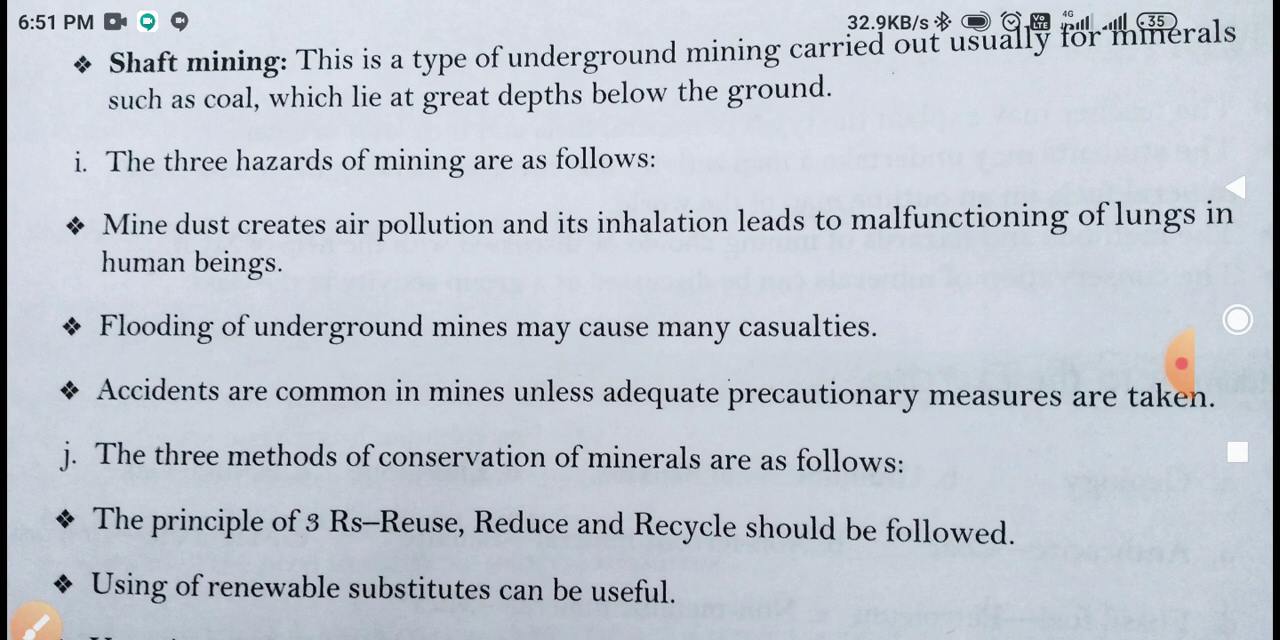 6:51 PM
32.9KB/s
Vo LTE
4G
35
❖ Shaft mining: This is a type of underground mining carried out usually for minerals
such as coal, which lie at great depths below the ground.
i. The three hazards of mining are as follows:
❖ Mine dust creates air pollution and its inhalation leads to malfunctioning of lungs in
human beings.
❖ Flooding of underground mines may cause many casualties.
❖ Accidents are common in mines unless adequate precautionary measures are taken.
j. The three methods of conservation of minerals are as follows:
❖ The principle of 3 Rs–Reuse, Reduce and Recycle should be followed.
❖ Using of renewable substitutes can be useful.